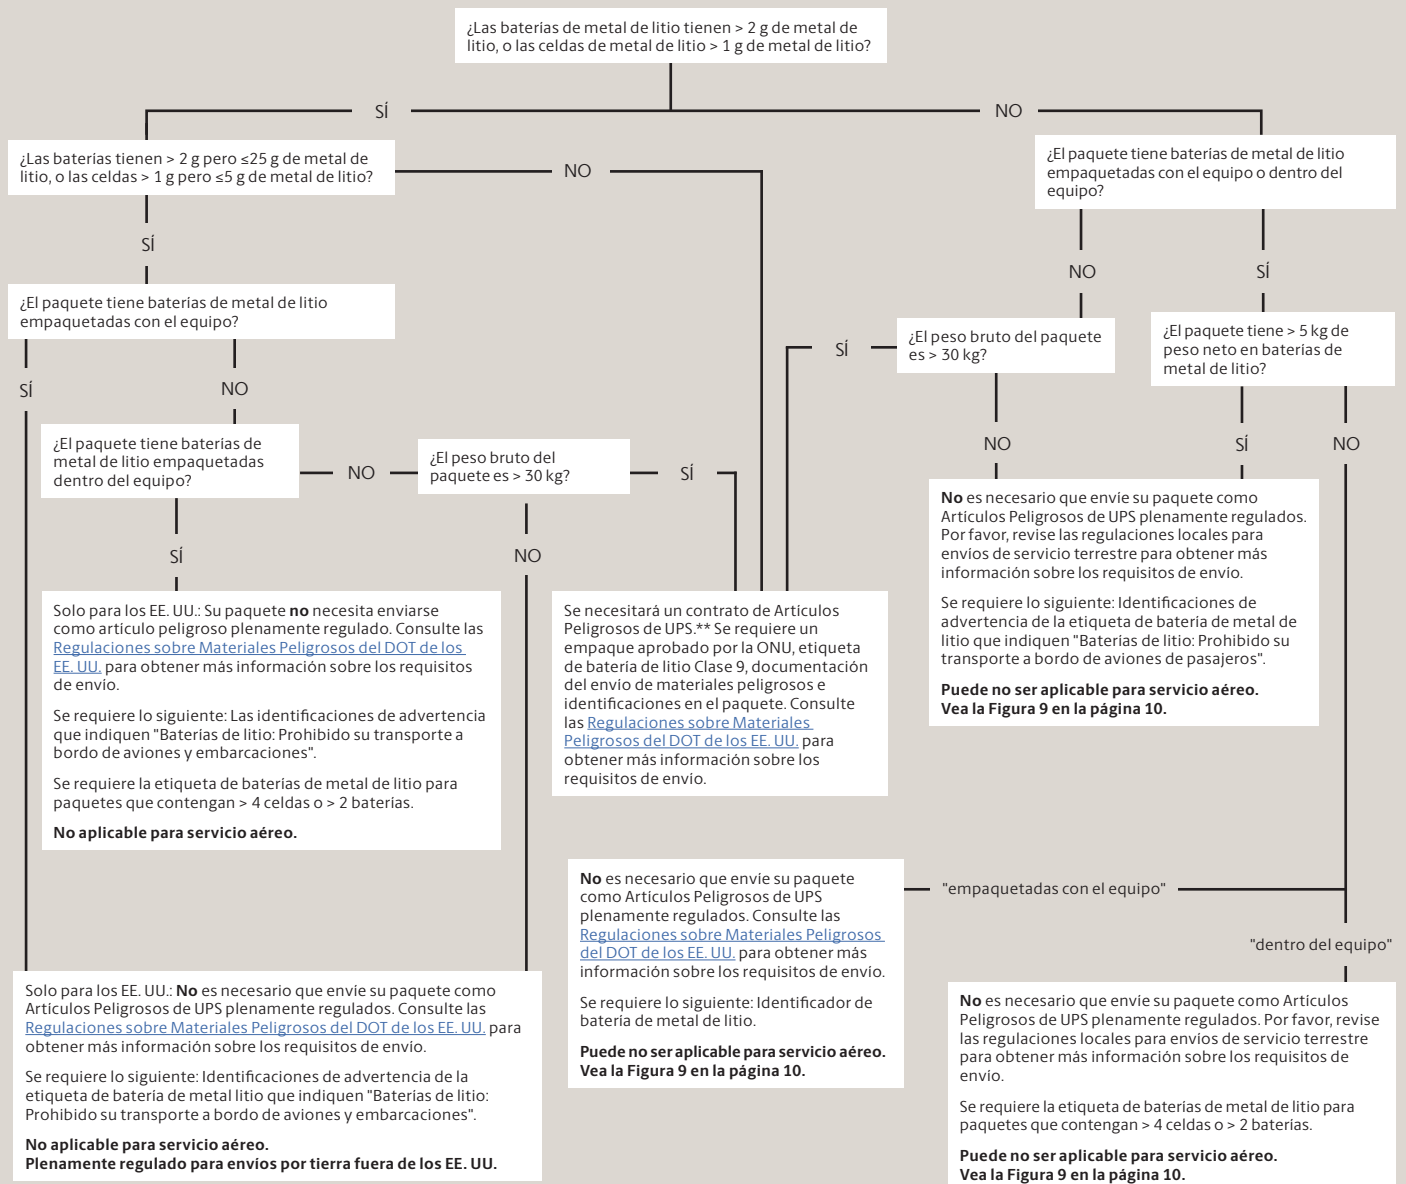 ¿Las baterías de metal de litio tienen > 2 g de metal de
litio, o las celdas de metal de litio > 1 g de metal de litio?
SÍ
NO
¿Las baterías tienen > 2 g pero ≤25 g de metal de
litio, o las celdas > 1 g pero ≤5 g de metal de litio?
NO
¿El paquete tiene baterías de metal de litio
empaquetadas con el equipo o dentro del
equipo?
SÍ
NO
SÍ
¿El paquete tiene baterías de metal de litio
empaquetadas con el equipo?
¿El peso bruto del paquete
es > 30 kg?
SÍ
¿El paquete tiene > 5 kg de
peso neto en baterías de
metal de litio?
SÍ
NO
¿El paquete tiene baterías de
metal de litio empaquetadas
dentro del equipo?
NO
¿El peso bruto del
paquete es > 30 kg?
SÍ
NO
SÍ
NO
SÍ
NO
No es necesario que envíe su paquete como
Artículos Peligrosos de UPS plenamente regulados.
Por favor, revise las regulaciones locales para
envíos de servicio terrestre para obtener más
información sobre los requisitos de envío.
Se requiere lo siguiente: Identificaciones de
advertencia de la etiqueta de batería de metal de
litio que indiquen "Baterías de litio: Prohibido su
transporte a bordo de aviones de pasajeros".
Puede no ser aplicable para servicio aéreo.
Vea la Figura 9 en la página 10.
Solo para los EE. UU.: Su paquete no necesita enviarse
como artículo peligroso plenamente regulado. Consulte las
Regulaciones sobre Materiales Peligrosos del DOT de los
EE. UU. para obtener más información sobre los requisitos
de envío.
Se requiere lo siguiente: Las identificaciones de advertencia
que indiquen "Baterías de litio: Prohibido su transporte a
bordo de aviones y embarcaciones".
Se requiere la etiqueta de baterías de metal de litio para
paquetes que contengan > 4 celdas o > 2 baterías.
No aplicable para servicio aéreo.
Se necesitará un contrato de Artículos
Peligrosos de UPS.** Se requiere un
empaque aprobado por la ONU, etiqueta
de batería de litio Clase 9, documentación
del envío de materiales peligrosos e
identificaciones en el paquete. Consulte
las Regulaciones sobre Materiales
Peligrosos del DOT de los EE. UU. para
obtener más información sobre los
requisitos de envío.
No es necesario que envíe su paquete
como Artículos Peligrosos de UPS
plenamente regulados. Consulte las
Regulaciones sobre Materiales Peligrosos
del DOT de los EE. UU. para obtener más
información sobre los requisitos de envío.
Se requiere lo siguiente: Identificador de
batería de metal de litio.
Puede no ser aplicable para servicio aéreo.
Vea la Figura 9 en la página 10.
"empaquetadas con el equipo"
"dentro del equipo"
Solo para los EE. UU.: No es necesario que envíe su paquete como
Artículos Peligrosos de UPS plenamente regulados. Consulte las
Regulaciones sobre Materiales Peligrosos del DOT de los EE. UU. para
obtener más información sobre los requisitos de envío.
Se requiere lo siguiente: Identificaciones de advertencia de la
etiqueta de batería de metal litio que indiquen "Baterías de litio:
Prohibido su transporte a bordo de aviones y embarcaciones".
No aplicable para servicio aéreo.
Plenamente regulado para envíos por tierra fuera de los EE. UU.
No es necesario que envíe su paquete como Artículos
Peligrosos de UPS plenamente regulados. Por favor, revise
las regulaciones locales para envíos de servicio terrestre
para obtener más información sobre los requisitos de
envío.
Se requiere la etiqueta de baterías de metal de litio para
paquetes que contengan > 4 celdas o > 2 baterías.
Puede no ser aplicable para servicio aéreo.
Vea la Figura 9 en la página 10.